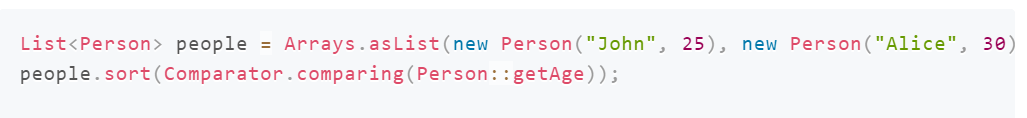 List<Person> people = Arrays.asList(new Person("John", 25), new Person("Alice", 30)
people.sort(Comparator.comparing(Person::getAge));